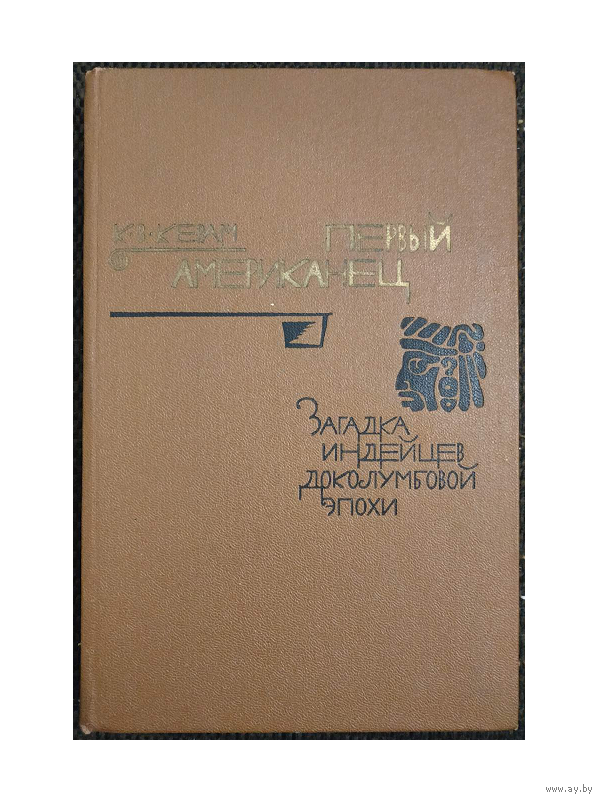 К.В.КЕРАМ ПЕРВЫЙ
АМЕРИКАНЕЦ
ЗАГАДКА
ИНДЕЙЦЕВ
ДОКОЛУМБОВОЙ
ЭПОХИ
www.ay.by